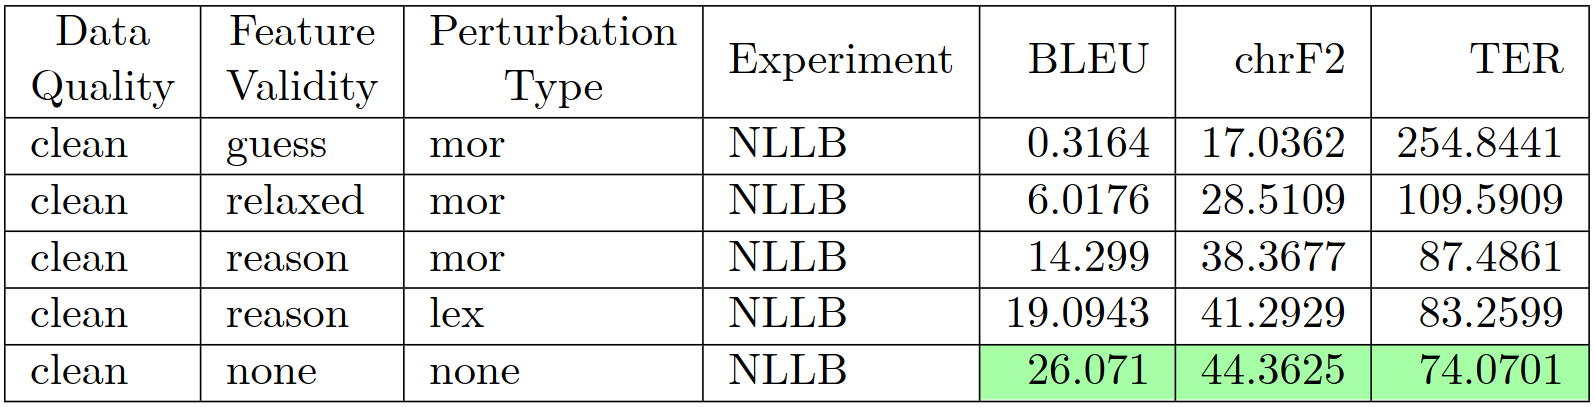 Data Quality Feature Validity Perturbation Type Experiment BLEU chrF2 TER
clean guess mor NLLB 0.3164 17.0362 254.8441
clean relaxed mor NLLB 6.0176 28.5109 109.5909
clean reason mor NLLB 14.299 38.3677 87.4861
clean reason lex NLLB 19.0943 41.2929 83.2599
clean none none NLLB 26.071 44.3625 74.0701